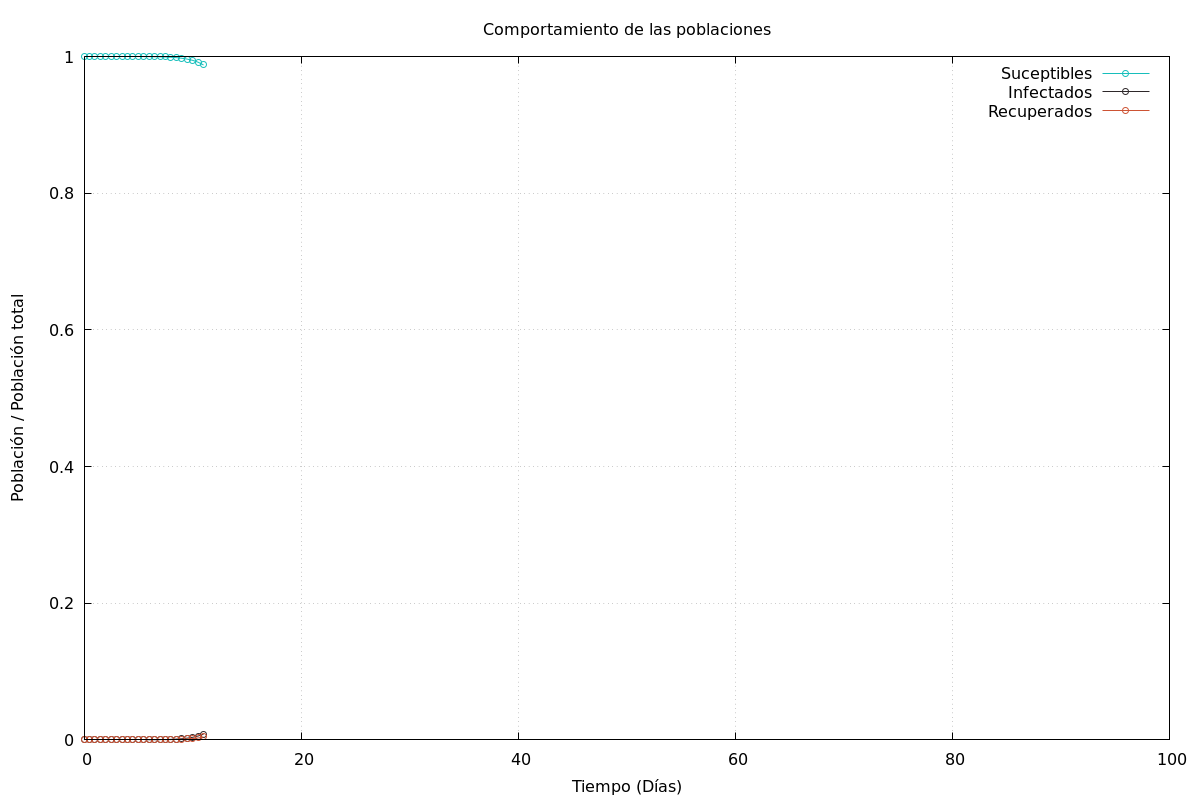 Comportamiento de las poblaciones
1
0.8
0.6
0.4
0.2
0
Población / Población total
Suceptibles
Infectados
Recuperados
0 20 40 60 80 100
Tiempo (Días)